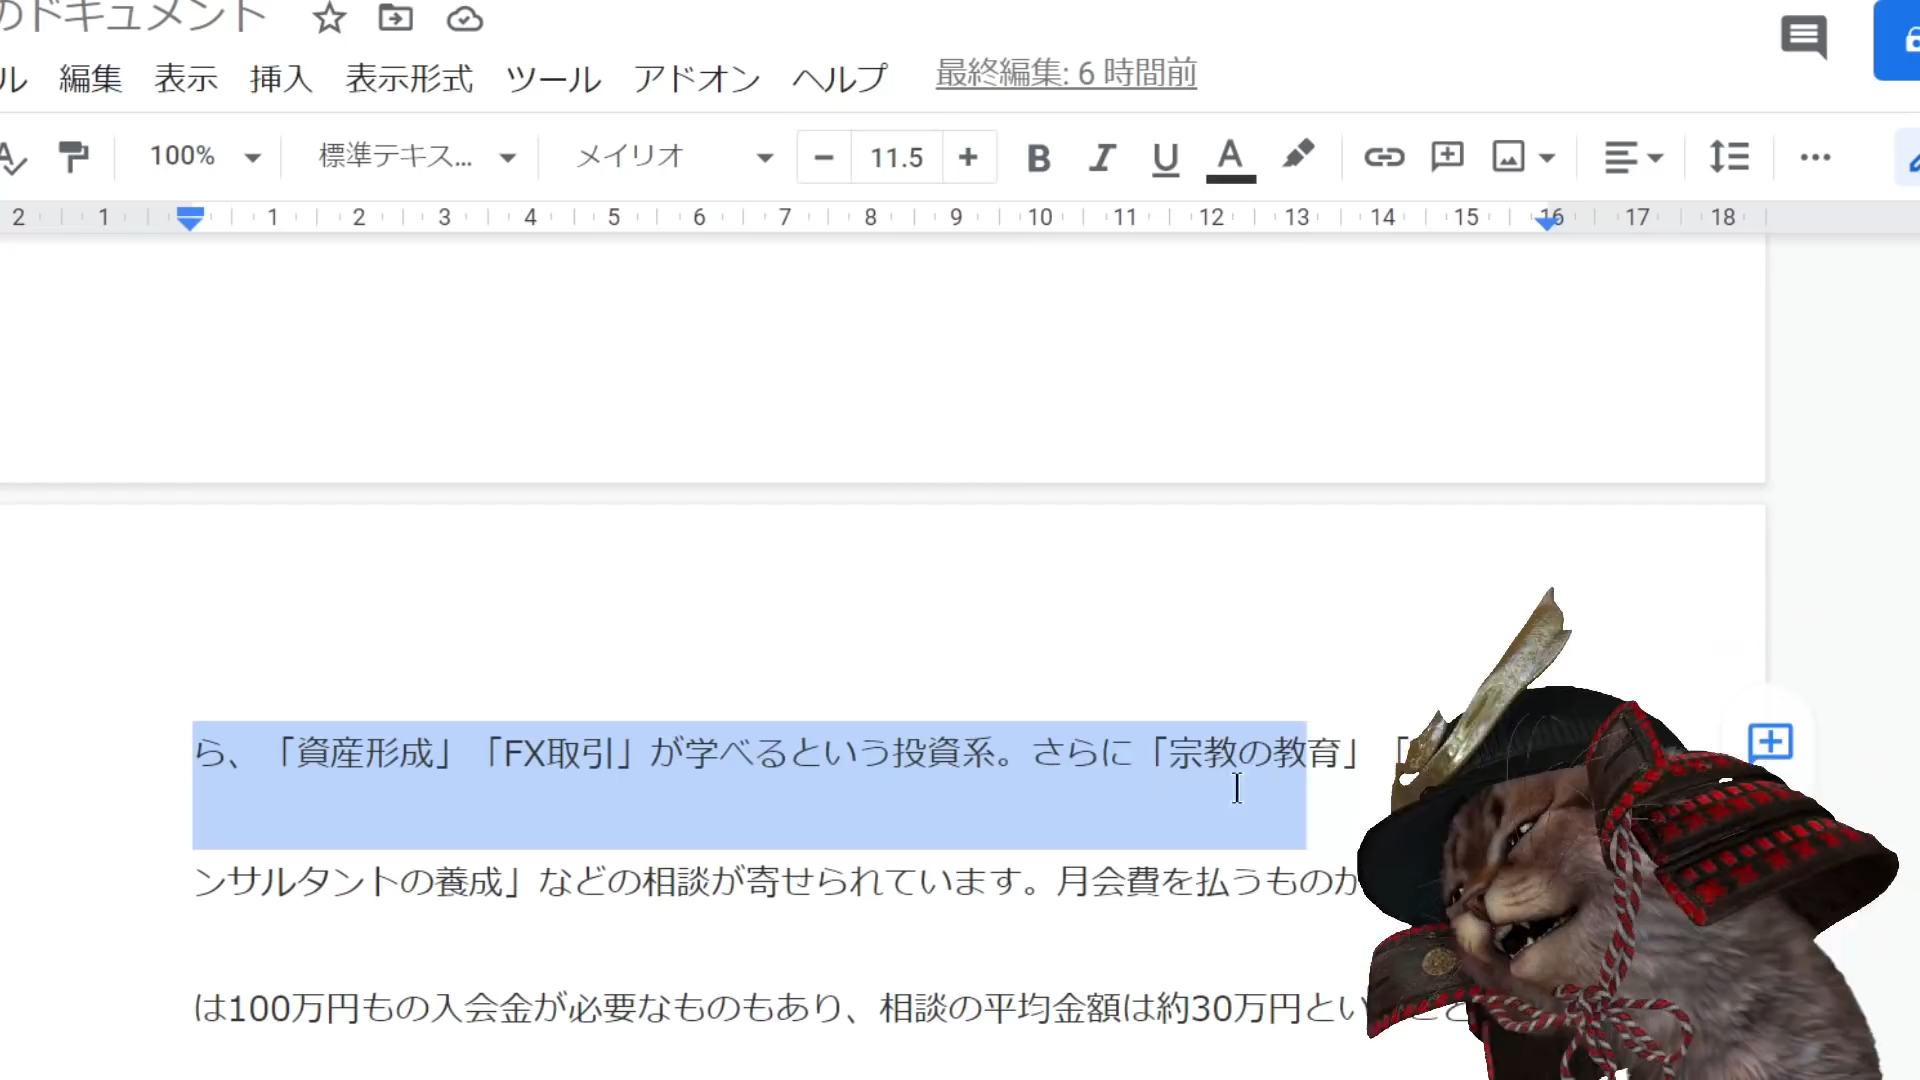 のドキュメント
ル 編集 表示 挿入 表示形式 ツール アドオン ヘルプ 最終編集: 6 時間前
100% 標準テキス... メイリオ 11.5 B I U A
2 1 1 2 3 4 5 6 7 8 9 10 11 12 13 14 15 16 17 18
ら、「資産形成」「FX取引」が学べるという投資系。さらに「宗教の教育」「
ンサルタントの養成」などの相談が寄せられています。月会費を払うものか
は100万円もの入会金が必要なものもあり、相談の平均金額は約30万円とい